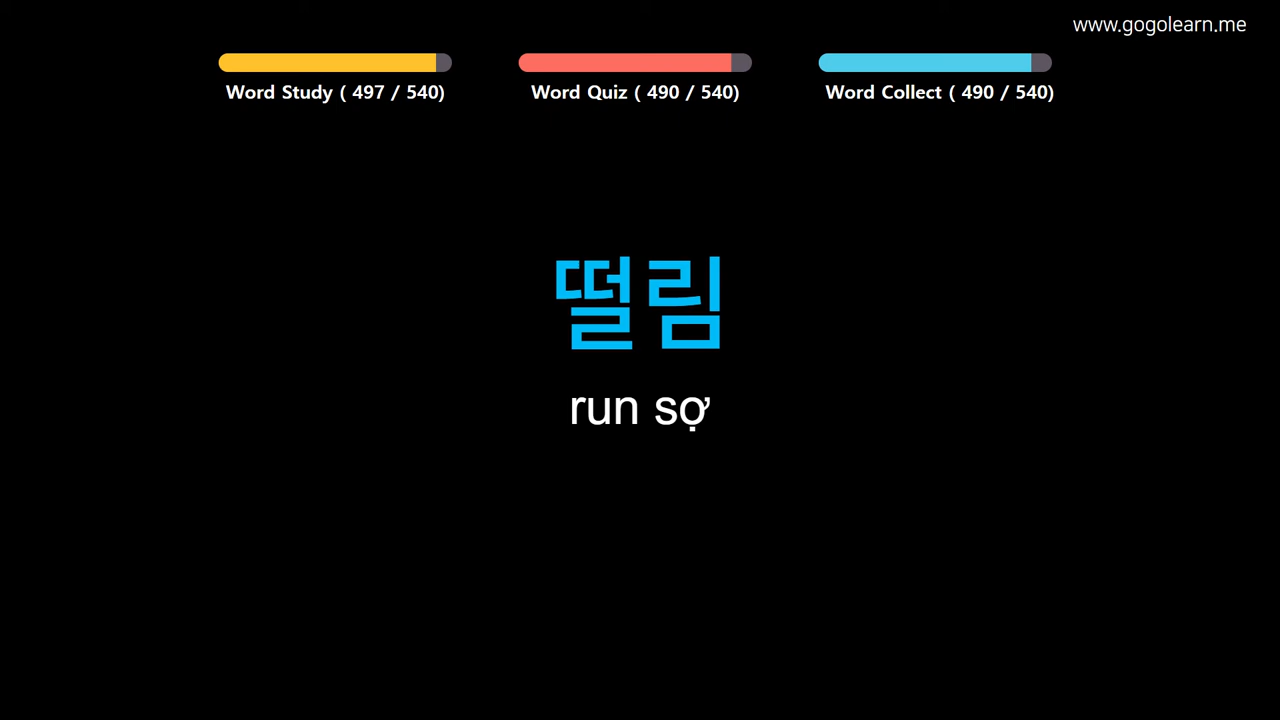 www.gogolearn.me
Word Study ( 497 / 540)
Word Quiz ( 490 / 540)
Word Collect ( 490 / 540)
떨림
run sợ